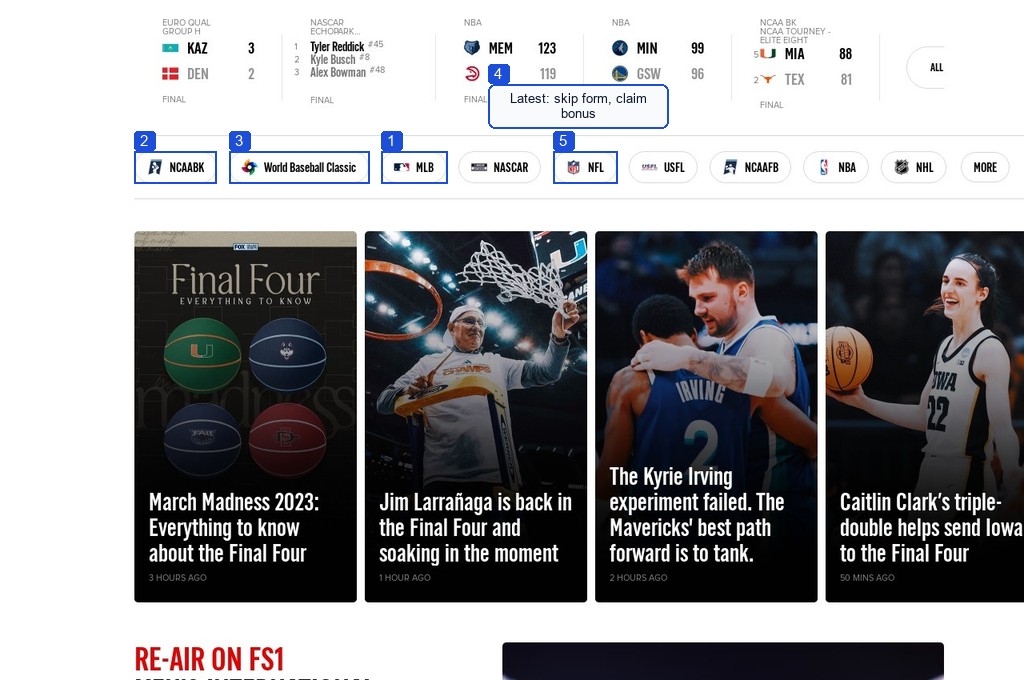 EURO QUAL
GROUP H
KAZ 3
DEN 2
FINAL
NASCAR
ECHOPARK...
1 Tyler Reddick #45
2 Kyle Busch #8
3 Alex Bowman #48
FINAL
NBA
MEM 123
119
FINAL
4
Latest: skip form, claim
bonus
NBA
MIN 99
GSW 96
FINAL
NCAA BK
NCAA TOURNEY -
ELITE EIGHT
5 MIA 88
2 TEX 81
FINAL
ALL
2
NCAABK
3
World Baseball Classic
1
MLB
NASCAR
5
NFL
USFL
NCAAFB
NBA
NHL
MORE
Final Four
EVERYTHING TO KNOW
March Madness 2023:
Everything to know
about the Final Four
3 HOURS AGO
Jim Larrañaga is back in
the Final Four and
soaking in the moment
1 HOUR AGO
IRVING
2
The Kyrie Irving
experiment failed. The
Mavericks' best path
forward is to tank.
2 HOURS AGO
IOWA
22
Caitlin Clark's triple-
double helps send Iowa
to the Final Four
50 MINS AGO
RE-AIR ON FS1